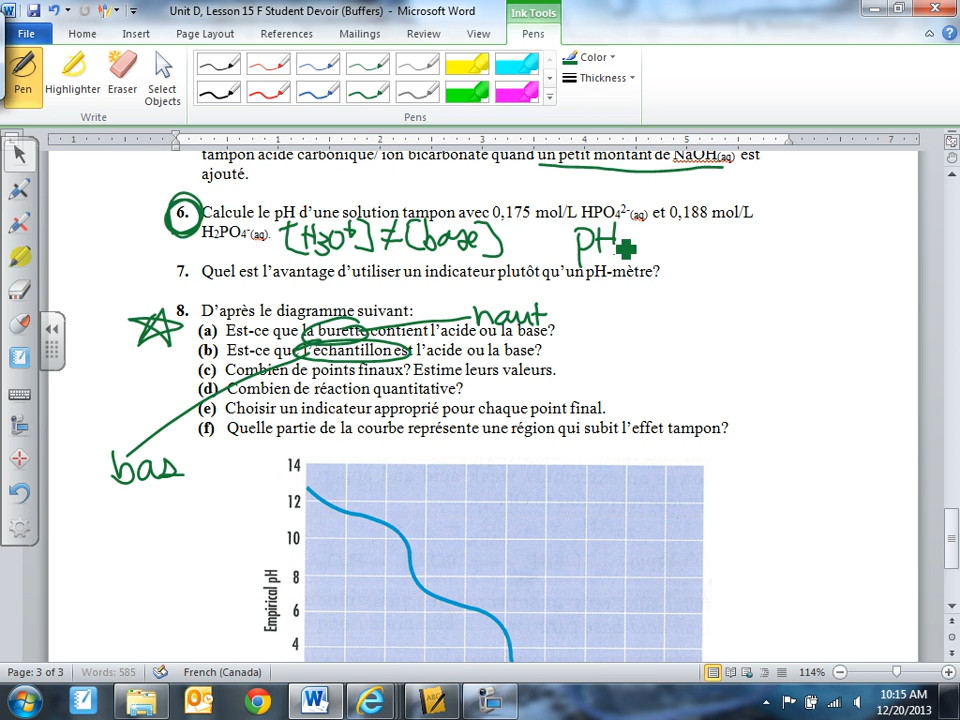 Unit D, Lesson 15 F Student Devoir (Buffers) - Microsoft Word
Ink Tools
File Home Insert Page Layout References Mailings Review View Pens
Pen Highlighter Eraser Select Objects
Color
Thickness
Write
Pens
1 1 2 3 4 5 7
tampon acide carbonique/ ion bicarbonate quand un petit montant de NaOH(aq) est
ajouté.
6. Calcule le pH d'une solution tampon avec 0,175 mol/L HPO4²⁻(aq) et 0,188 mol/L
H2PO4⁻(aq). [H3O⁺] ≠ [base] pH
7. Quel est l'avantage d'utiliser un indicateur plutôt qu'un pH-mètre?
8. D'après le diagramme suivant:
haut
(a) Est-ce que la burette contient l'acide ou la base?
(b) Est-ce que l'échantillon est l'acide ou la base?
(c) Combien de points finaux? Estime leurs valeurs.
(d) Combien de réaction quantitative?
(e) Choisir un indicateur approprié pour chaque point final.
(f) Quelle partie de la courbe représente une région qui subit l'effet tampon?
bas
14
12
10
8
6
4
Empirical pH
Page: 3 of 3 Words: 585 French (Canada) 114%
10:15 AM
12/20/2013